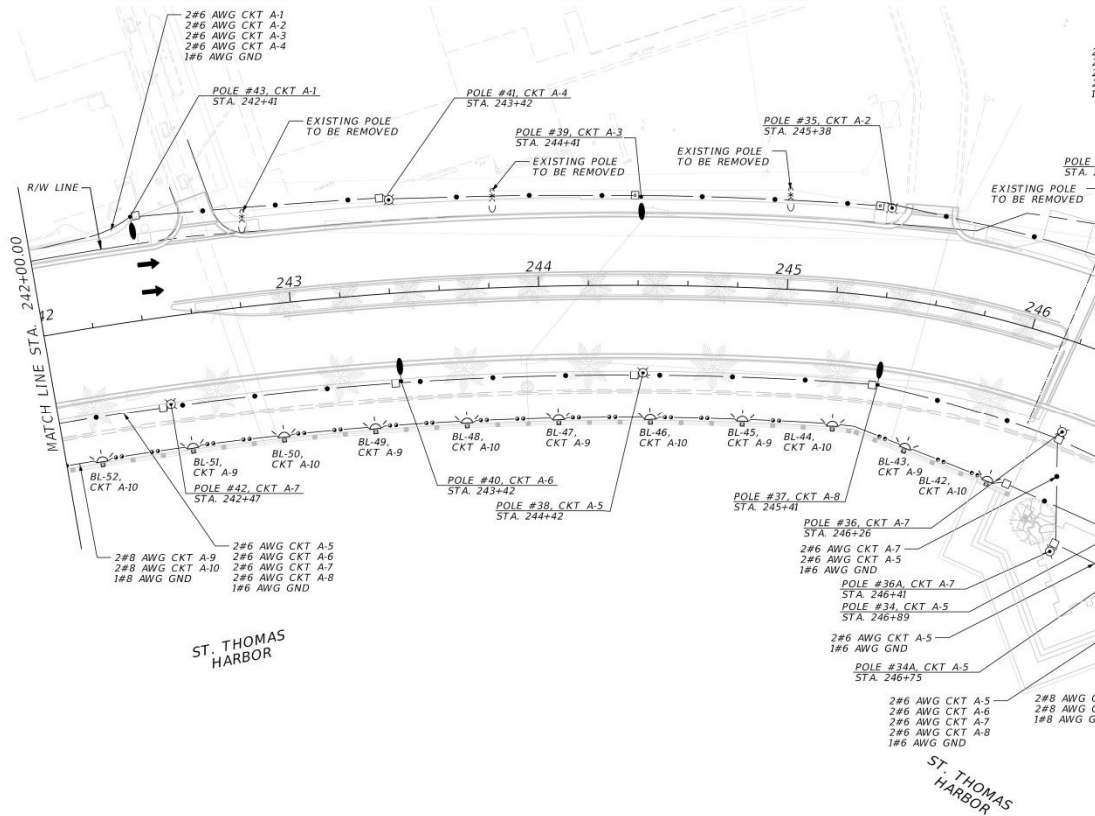 2#6 AWG CKT A-1
2#6 AWG CKT A-2
2#6 AWG CKT A-3
2#6 AWG CKT A-4
1#6 AWG GND
POLE #43, CKT A-1
STA. 242+41
EXISTING POLE
TO BE REMOVED
POLE #41, CKT A-4
STA. 243+42
POLE #39, CKT A-3
STA. 244+41
EXISTING POLE
TO BE REMOVED
EXISTING POLE
TO BE REMOVED
POLE #35, CKT A-2
STA. 245+38
POLE
EXISTING POLE
TO BE REMOVED
R/W LINE
MATCH LINE STA. 242+00.00
42
243
244
245
246
BL-52,
CKT A-10
BL-51,
CKT A-9
BL-50,
CKT A-10
BL-49,
CKT A-9
BL-48,
CKT A-10
BL-47,
CKT A-9
BL-46,
CKT A-10
BL-45,
CKT A-9
BL-44,
CKT A-10
BL-43,
CKT A-9
BL-42,
CKT A-10
POLE #42, CKT A-7
STA. 242+47
POLE #40, CKT A-6
STA. 243+42
POLE #38, CKT A-5
STA. 244+42
POLE #37, CKT A-8
STA. 245+41
POLE #36, CKT A-7
STA. 246+26
2#6 AWG CKT A-7
2#6 AWG CKT A-5
1#6 AWG GND
POLE #36A, CKT A-7
STA. 246+41
POLE #34, CKT A-5
STA. 246+89
2#6 AWG CKT A-5
1#6 AWG GND
POLE #34A, CKT A-5
STA. 246+75
2#8 AWG CKT A-9
2#8 AWG CKT A-10
1#8 AWG GND
2#6 AWG CKT A-5
2#6 AWG CKT A-6
2#6 AWG CKT A-7
2#6 AWG CKT A-8
1#6 AWG GND
ST. THOMAS
HARBOR
2#6 AWG CKT A-5
2#6 AWG CKT A-6
2#6 AWG CKT A-7
2#6 AWG CKT A-8
1#6 AWG GND
2#8 AWG
2#8 AWG
1#8 AWG
ST. THOMAS
HARBOR